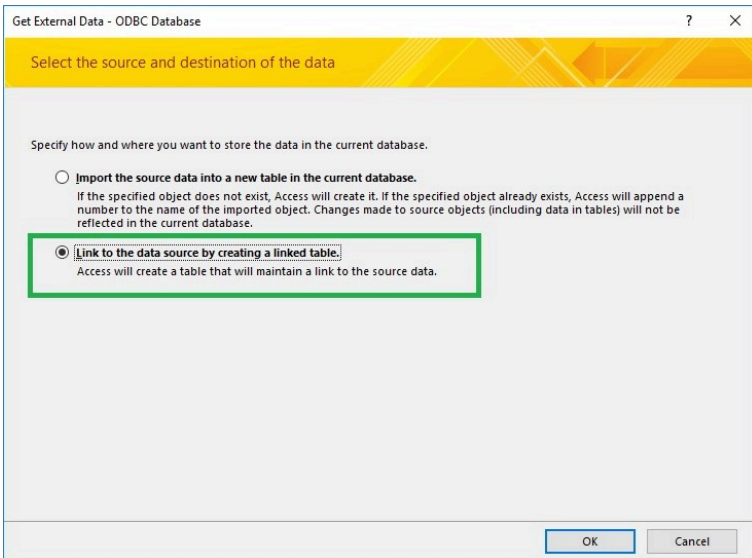 Get External Data - ODBC Database
?
Select the source and destination of the data
Specify how and where you want to store the data in the current database.
Import the source data into a new table in the current database.
If the specified object does not exist, Access will create it. If the specified object already exists, Access will append a
number to the name of the imported object. Changes made to source objects (including data in tables) will not be
reflected in the current database.
Link to the data source by creating a linked table.
Access will create a table that will maintain a link to the source data.
OK
Cancel